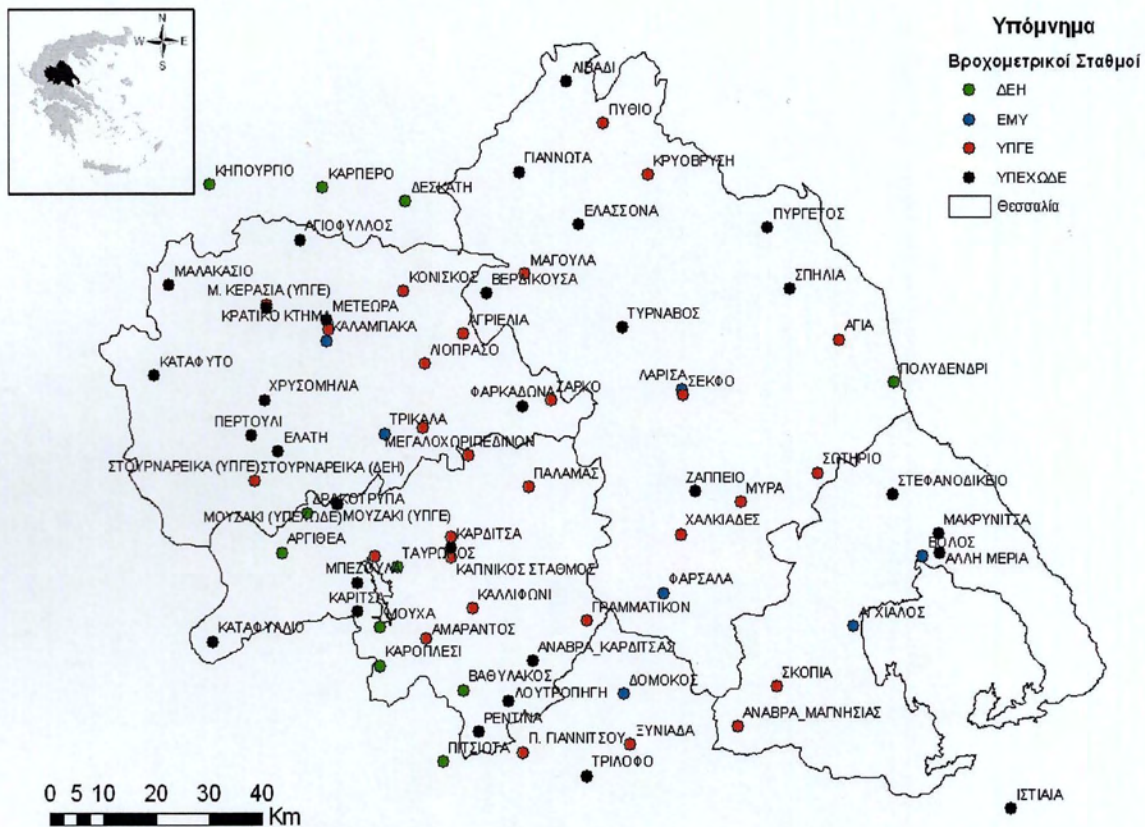 N
W E
S
Υπόμνημα
Βροχομετρικοί Σταθμοί
ΔΕΗ
ΕΜΥ
ΥΠΓΕ
ΥΠΕΧΩΔΕ
Θεσσαλία
ΛΙΒΑΔΙ
ΠΥΘΙΟ
ΓΙΑΝΝΩΤΑ
ΚΡΥΟΒΡΥΣΗ
ΚΗΠΟΥΡΓΙΟ
ΚΑΡΠΕΡΟ
ΔΕΣΚΑΤΗ
ΕΛΑΣΣΟΝΑ
ΠΥΡΓΕΤΟΣ
ΑΓΙΟΦΥΛΛΟΣ
ΜΑΓΟΥΛΑ
ΜΑΛΑΚΑΣΙΟ
ΚΟΝΙΣΚΟΣ
ΒΕΡΔΙΚΟΥΣΑ
ΣΠΗΛΙΑ
Μ. ΚΕΡΑΣΙΑ (ΥΠΓΕ)
ΚΡΑΤΙΚΟ ΚΤΗΜΑ
ΜΕΤΕΩΡΑ
ΚΑΛΑΜΠΑΚΑ
ΑΓΡΙΕΛΙΑ
ΤΥΡΝΑΒΟΣ
ΑΓΙΑ
ΛΙΟΠΡΑΣΟ
ΚΑΤΑΦΥΤΟ
ΠΟΛΥΔΕΝΔΡΙ
ΧΡΥΣΟΜΗΛΙΑ
ΦΑΡΚΑΔΩΝΑ
ΖΑΡΚΟ
ΛΑΡΙΣΑ
ΣΕΚΦΟ
ΠΕΡΤΟΥΛΙ
ΤΡΙΚΑΛΑ
ΕΛΑΤΗ
ΜΕΓΑΛΟΧΩΡΙ
ΠΕΔΙΝΟΝ
ΣΤΟΥΡΝΑΡΕΙΚΑ (ΥΠΓΕ)
ΣΤΟΥΡΝΑΡΕΙΚΑ (ΔΕΗ)
ΠΑΛΑΜΑΣ
ΣΩΤΗΡΙΟ
ΖΑΠΠΕΙΟ
ΜΥΡΑ
ΣΤΕΦΑΝΟΔΙΚΕΙΟ
ΔΡΑΚΟΤΡΥΠΑ
ΜΟΥΖΑΚΙ (ΥΠΕΧΩΔΕ)
ΜΟΥΖΑΚΙ (ΥΠΓΕ)
ΧΑΛΚΙΑΔΕΣ
ΜΑΚΡΥΝΙΤΣΑ
ΑΡΓΙΘΕΑ
ΚΑΡΔΙΤΣΑ
ΒΟΛΟΣ
ΑΛΛΗ ΜΕΡΙΑ
ΤΑΥΡΩΠΟΣ
ΚΑΠΝΙΚΟΣ ΣΤΑΘΜΟΣ
ΜΠΕΖΟΥΛΑ
ΦΑΡΣΑΛΑ
ΚΑΡΙΤΣΑ
ΚΑΛΛΙΦΩΝΙ
ΓΡΑΜΜΑΤΙΚΟΝ
ΑΓΧΙΑΛΟΣ
ΜΟΥΧΑ
ΚΑΤΑΦΥΛΛΙΟ
ΑΜΑΡΑΝΤΟΣ
ΚΑΡΟΠΛΕΣΙ
ΑΝΑΒΡΑ_ΚΑΡΔΙΤΣΑΣ
ΣΚΟΠΙΑ
ΒΑΘΥΛΑΚΟΣ
ΛΟΥΤΡΟΠΗΓΗ
ΔΟΜΟΚΟΣ
ΑΝΑΒΡΑ_ΜΑΓΝΗΣΙΑΣ
ΡΕΝΤΙΝΑ
Π. ΓΙΑΝΝΙΤΣΟΥ
ΞΥΝΙΑΔΑ
ΠΙΤΣΙΩΤΑ
ΤΡΙΛΟΦΟ
ΙΣΤΙΑΙΑ
0 5 10 20 30 40
Km